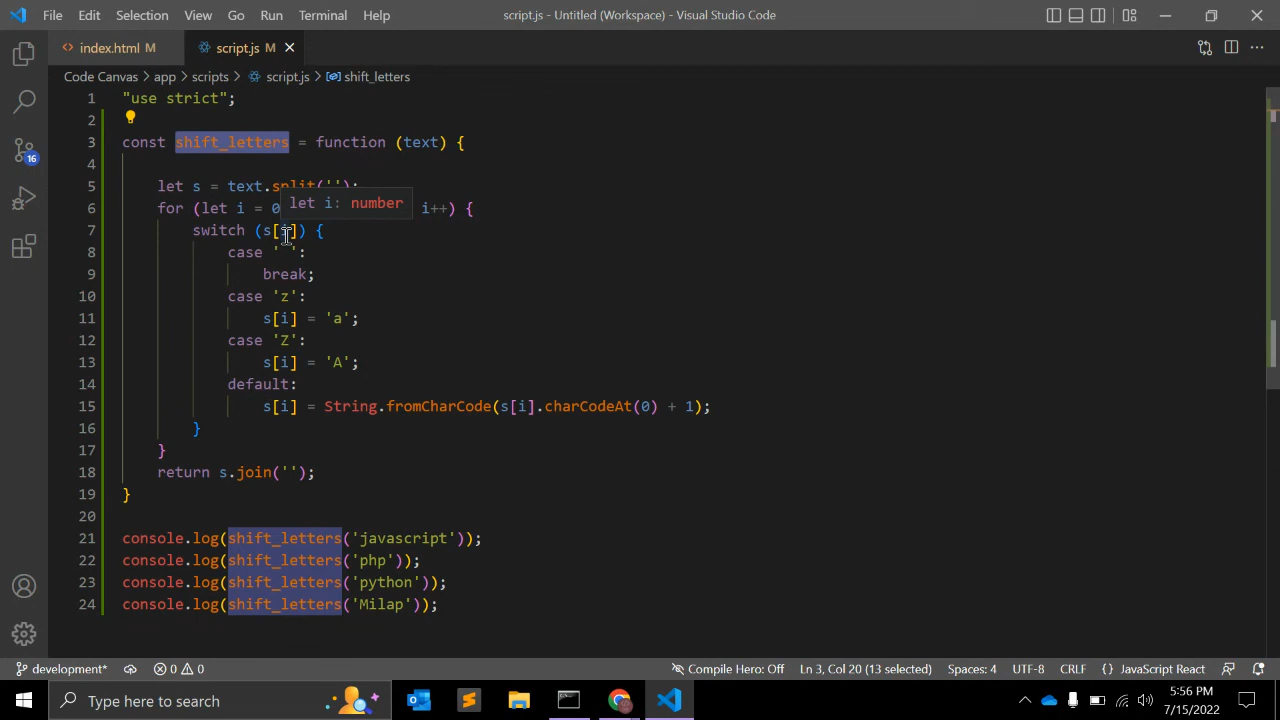 File Edit Selection View Go Run Terminal Help script.js - Untitled (Workspace) - Visual Studio Code
index.html M script.js M
Code Canvas > app > scripts > script.js > shift_letters
1 "use strict";
2
3 const shift_letters = function (text) {
4
5 let s = text.split('');
let i: number
6 for (let i = 0 i++) {
7 switch (s[i]) {
8 case ' ':
9 break;
10 case 'z':
11 s[i] = 'a';
12 case 'Z':
13 s[i] = 'A';
14 default:
15 s[i] = String.fromCharCode(s[i].charCodeAt(0) + 1);
16 }
17 }
18 return s.join('');
19 }
20
21 console.log(shift_letters('javascript'));
22 console.log(shift_letters('php'));
23 console.log(shift_letters('python'));
24 console.log(shift_letters('Milap'));
16
development* 0 0 Compile Hero: Off Ln 3, Col 20 (13 selected) Spaces: 4 UTF-8 CRLF {} JavaScript React
Type here to search
5:56 PM
7/15/2022